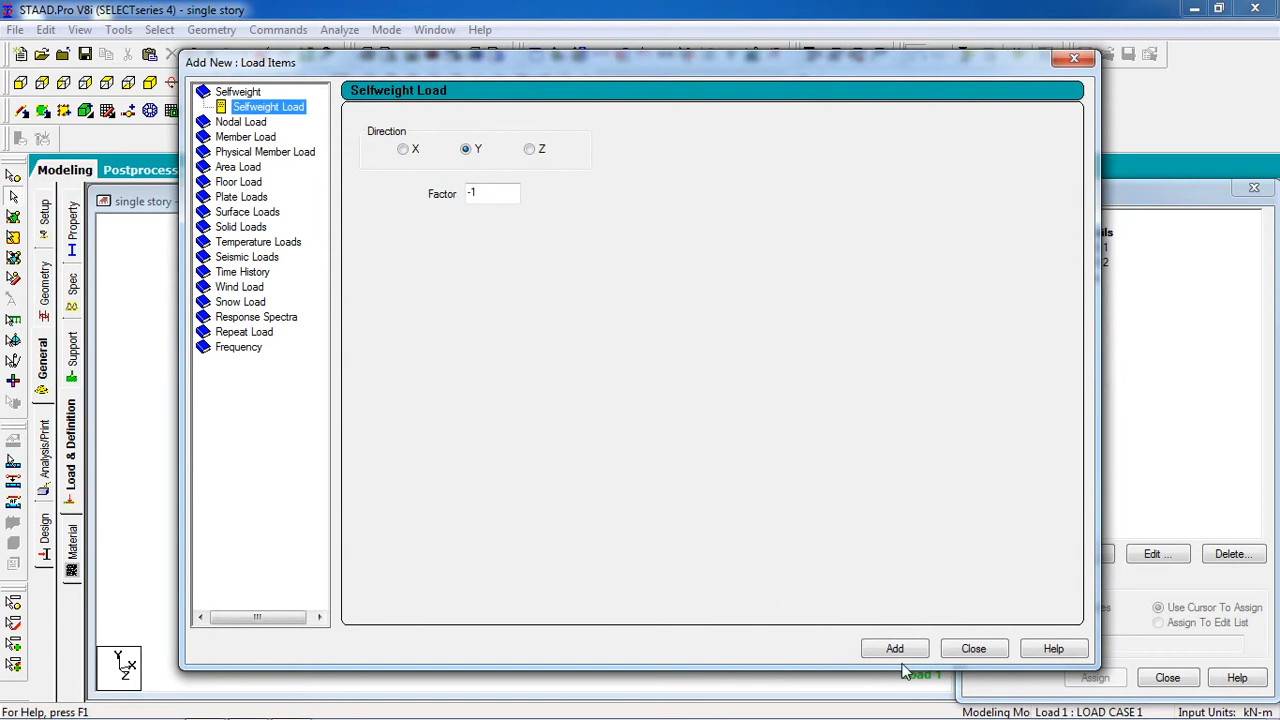 STAAD.Pro V8i (SELECTseries 4) - single story
File Edit View Tools Select Geometry Commands Analyze Mode Window Help
Add New : Load Items
Selfweight
Selfweight Load
Nodal Load
Member Load
Physical Member Load
Area Load
Floor Load
Plate Loads
Surface Loads
Solid Loads
Temperature Loads
Seismic Loads
Time History
Wind Load
Snow Load
Response Spectra
Repeat Load
Frequency
Selfweight Load
Direction
X Y Z
Factor -1
Add Close Help
Modeling Postproces
single story -
Setup
Geometry
General
Analysis/Print
Design
Property
Spec
Support
Load & Definition
Material
Y
X
Z
1
2
Edit ... Delete...
Use Cursor To Assign
Assign To Edit List
Assign Close Help
For Help, press F1
Modeling Mo Load 1 : LOAD CASE 1 Input Units: kN-m